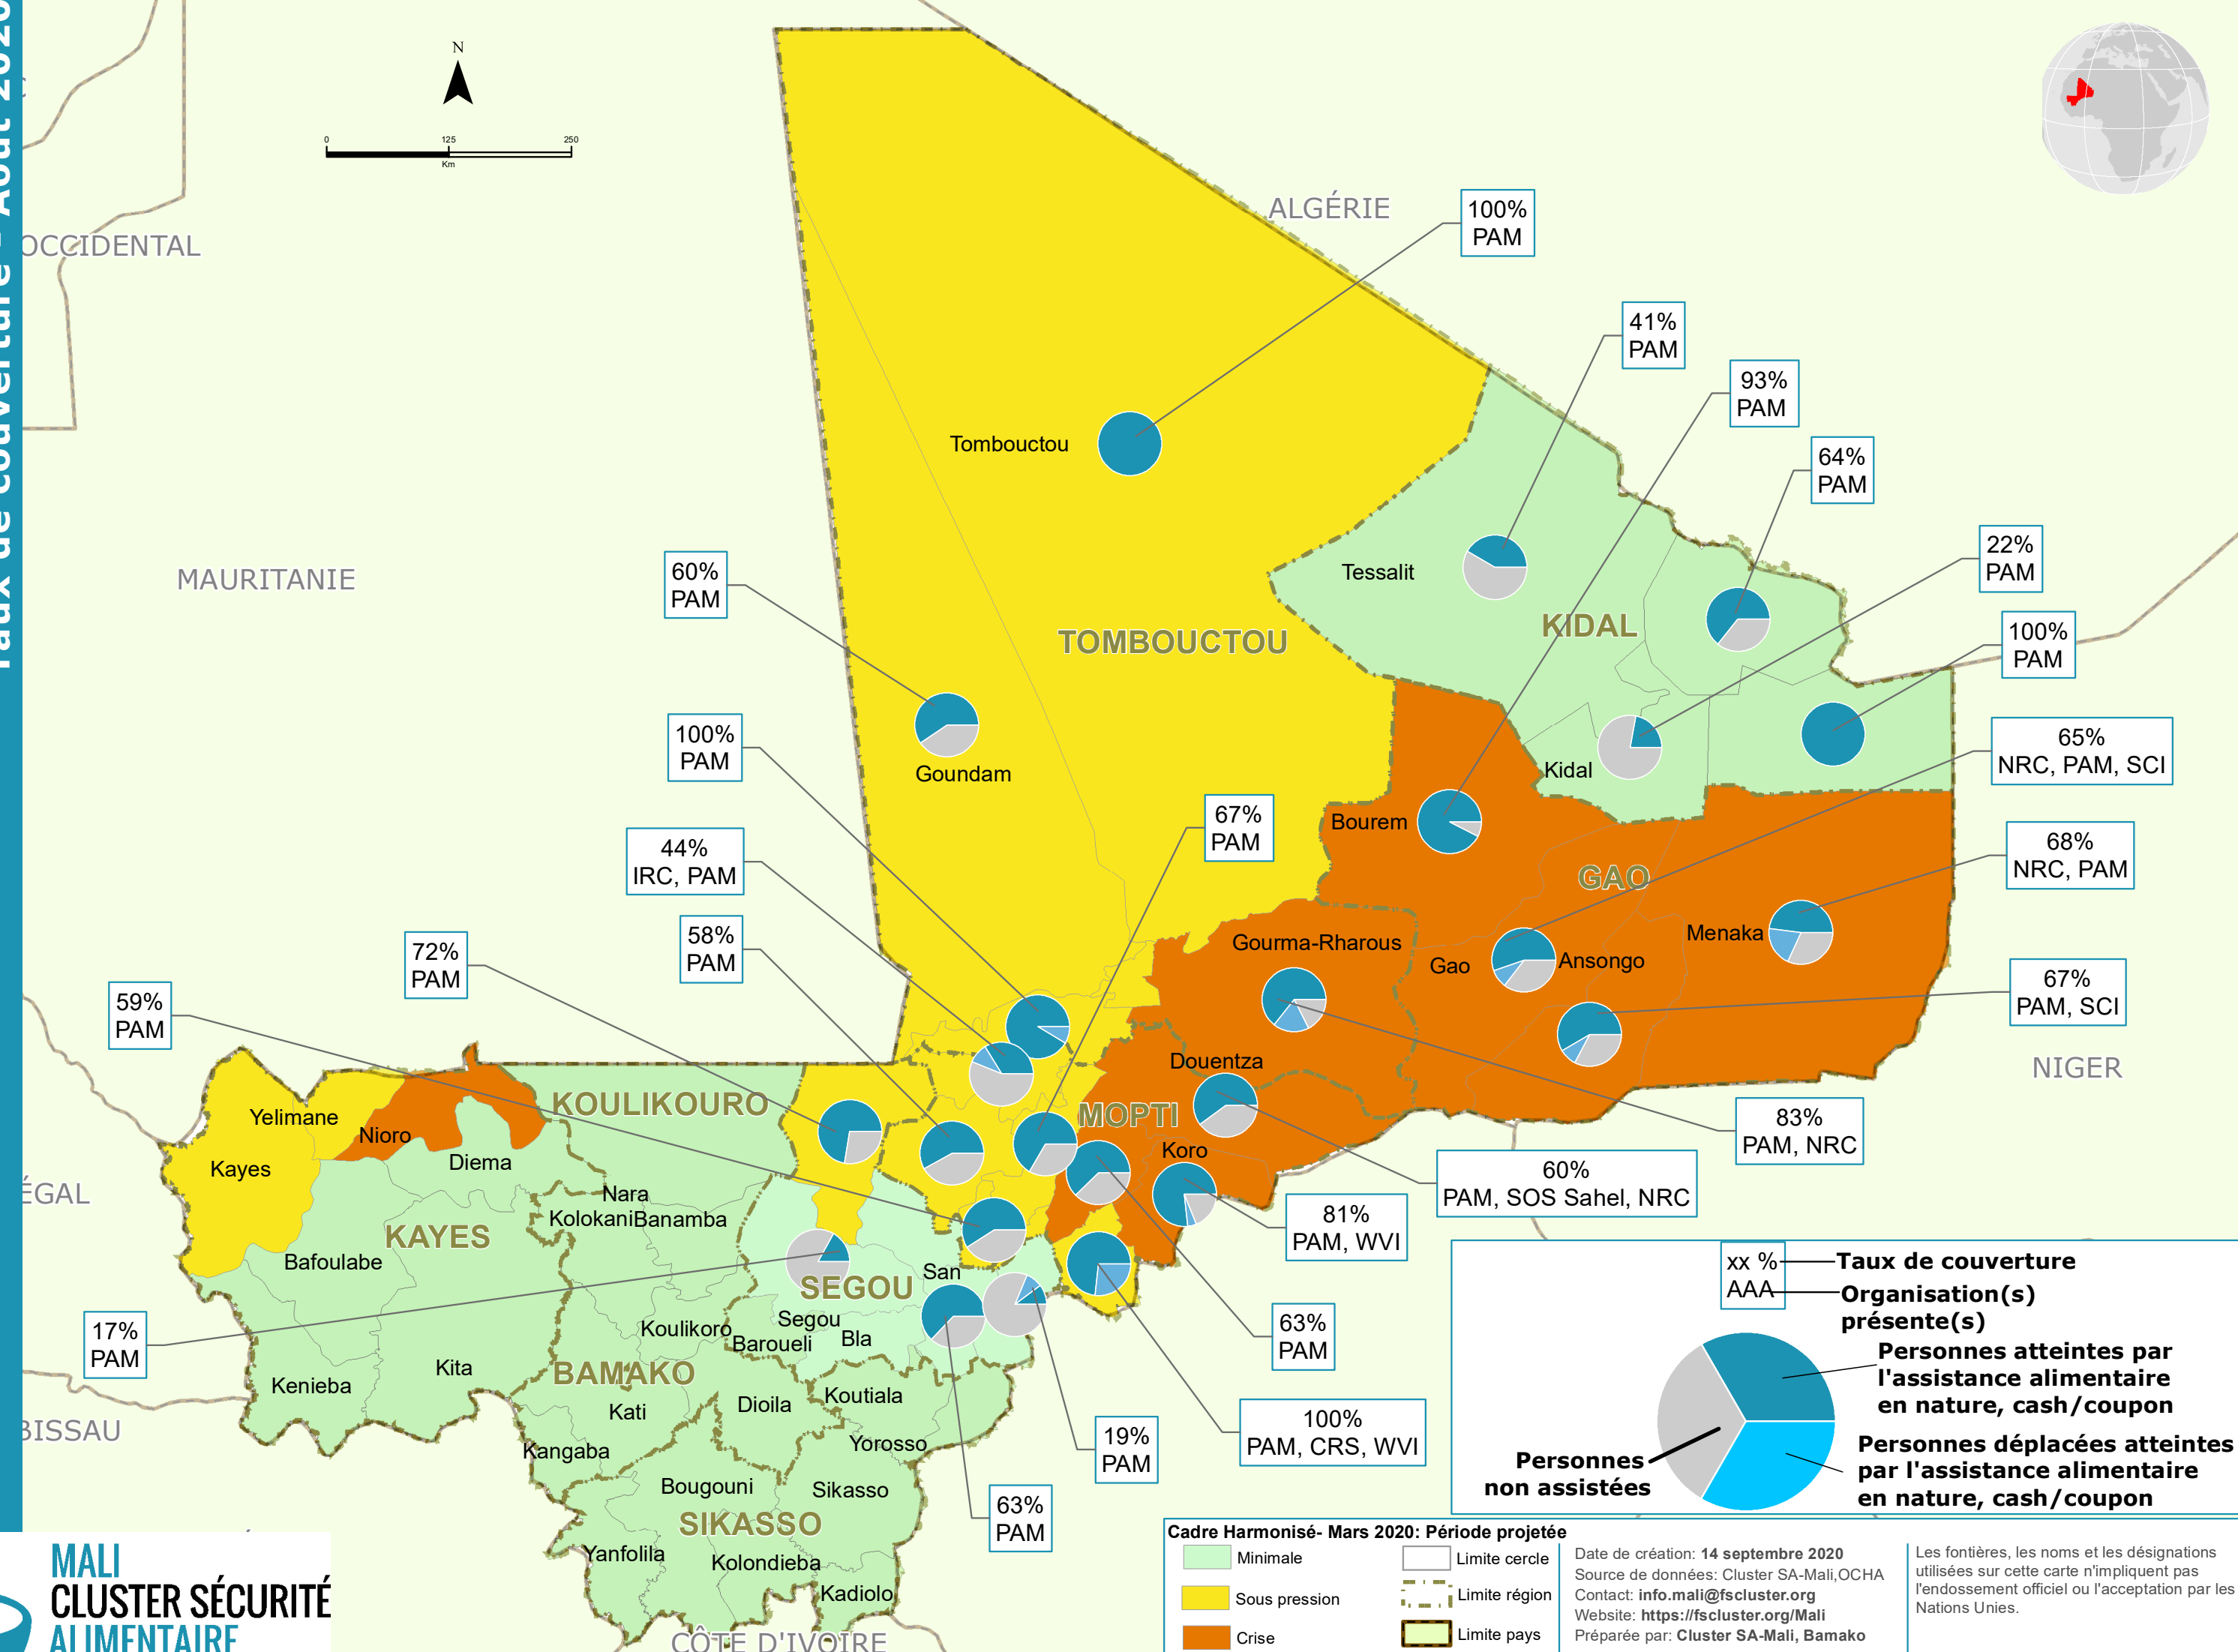 Taux de couverture - Août 2020
N
0 125 250
Km
OCCIDENTAL
ALGÉRIE
MAURITANIE
NIGER
ÉGAL
BISSAU
CÔTE D'IVOIRE
100%
PAM
41%
PAM
93%
PAM
64%
PAM
22%
PAM
100%
PAM
65%
NRC, PAM, SCI
68%
NRC, PAM
67%
PAM, SCI
83%
PAM, NRC
60%
PAM, SOS Sahel, NRC
81%
PAM, WVI
63%
PAM
100%
PAM, CRS, WVI
19%
PAM
63%
PAM
60%
PAM
100%
PAM
44%
IRC, PAM
58%
PAM
67%
PAM
72%
PAM
59%
PAM
17%
PAM
Tombouctou
Tessalit
KIDAL
TOMBOUCTOU
Goundam
Kidal
Bourem
GAO
Gourma-Rharous
Gao
Ansongo
Menaka
Douentza
MOPTI
Koro
KOULIKOURO
Yelimane
Nioro
Kayes
Diema
Nara
Kolokani
Banamba
KAYES
Bafoulabe
San
SEGOU
Segou
Koulikoro
Baroueli
Bla
Kita
Kenieba
BAMAKO
Kati
Dioila
Koutiala
Kangaba
Yorosso
Bougouni
Sikasso
SIKASSO
Yanfolila
Kolondieba
Kadiolo
xx %
AAA
Taux de couverture
Organisation(s)
présente(s)
Personnes atteintes par
l'assistance alimentaire
en nature, cash/coupon
Personnes déplacées atteintes
par l'assistance alimentaire
en nature, cash/coupon
Personnes
non assistées
Cadre Harmonisé- Mars 2020: Période projetée
Minimale
Sous pression
Crise
Limite cercle
Limite région
Limite pays
Date de création: 14 septembre 2020
Source de données: Cluster SA-Mali,OCHA
Contact: info.mali@fscluster.org
Website: https://fscluster.org/Mali
Préparée par: Cluster SA-Mali, Bamako
Les fontières, les noms et les désignations
utilisées sur cette carte n'impliquent pas
l'endossement officiel ou l'acceptation par les
Nations Unies.
MALI
CLUSTER SÉCURITÉ
ALIMENTAIRE